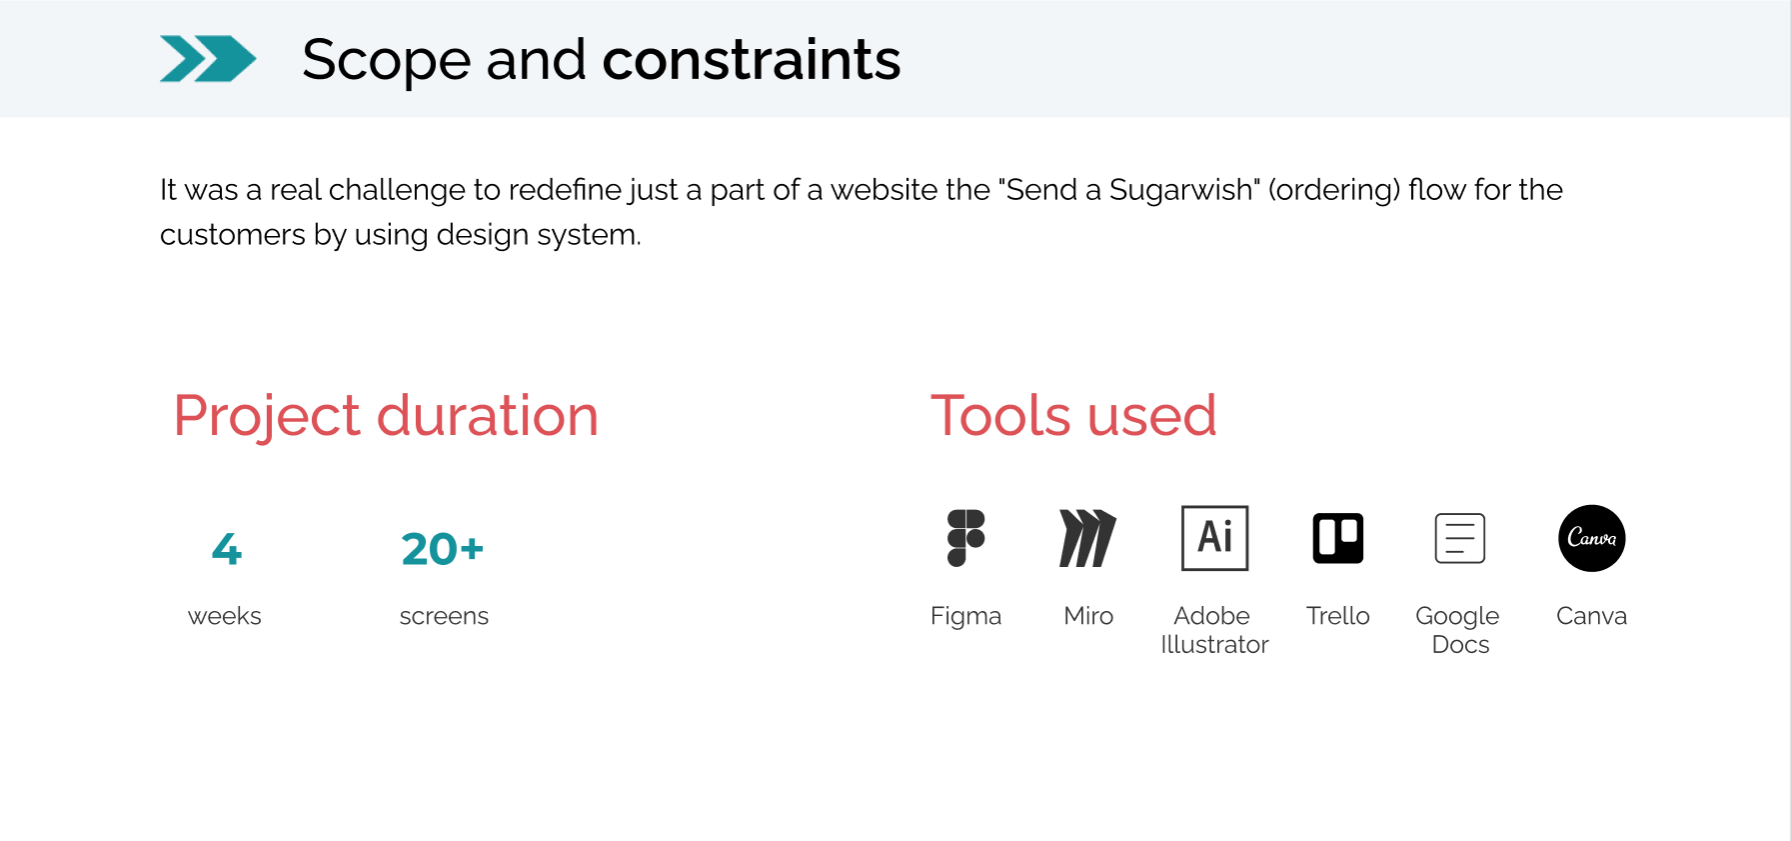 Scope and constraints
It was a real challenge to redefine just a part of a website the "Send a Sugarwish" (ordering) flow for the
customers by using design system.
Project duration
4
weeks
20+
screens
Tools used
Figma
Miro
Ai
Adobe
Illustrator
Trello
Google
Docs
Canva
Canva